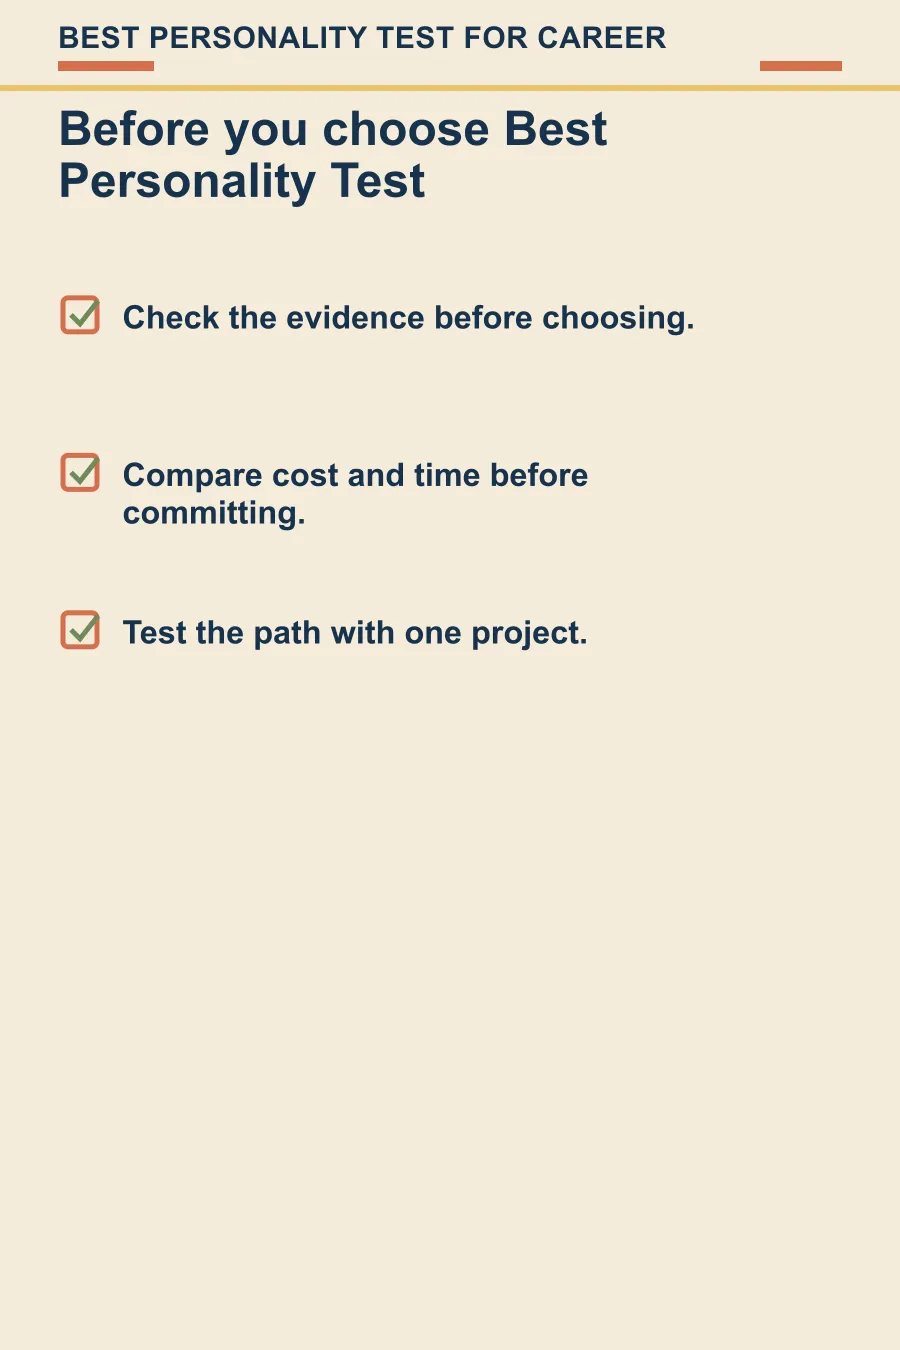 BEST PERSONALITY TEST FOR CAREER
Before you choose Best
Personality Test
Check the evidence before choosing.
Compare cost and time before
committing.
Test the path with one project.